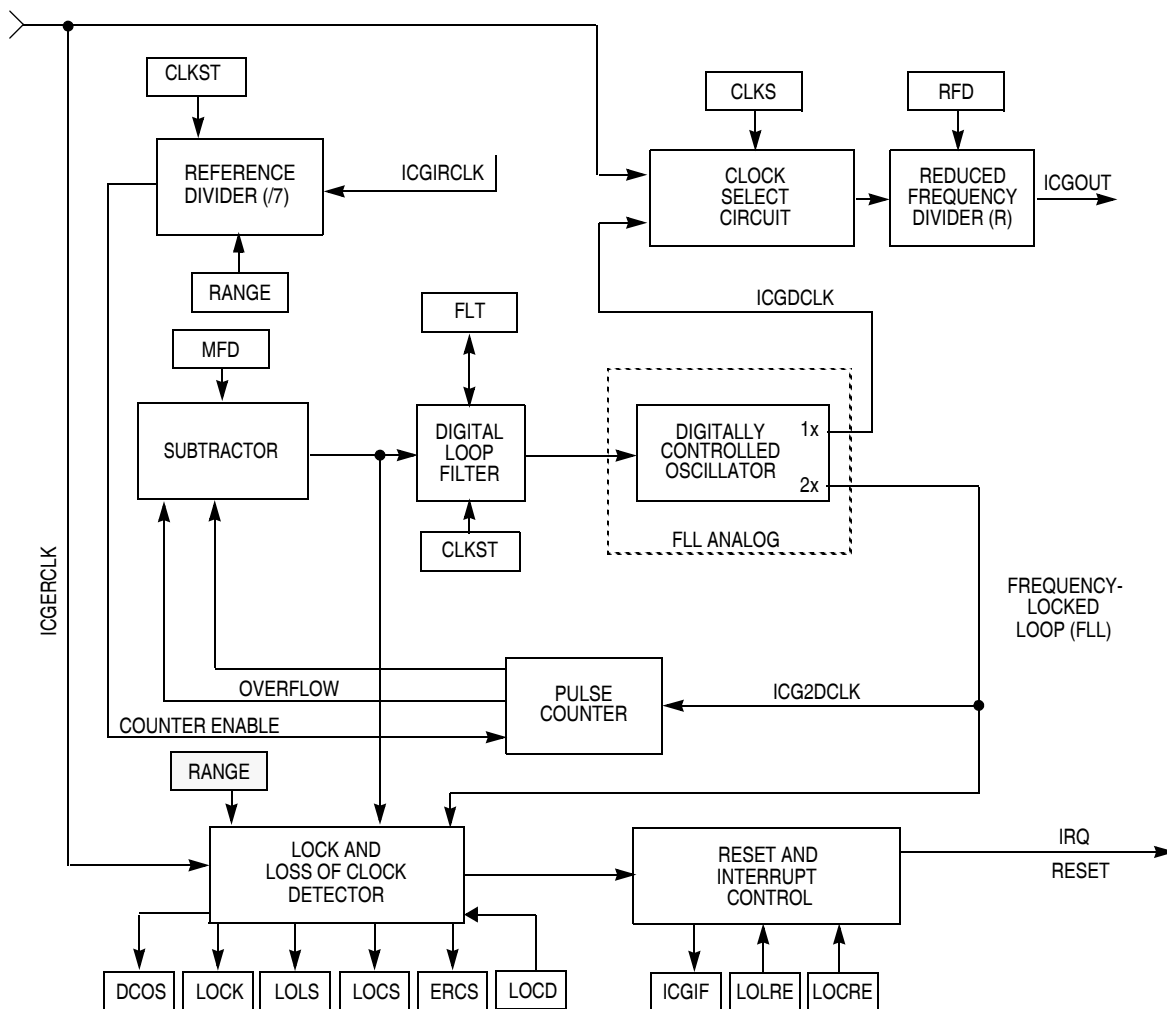 CLKST
CLKS
RFD
REFERENCE
DIVIDER (/7)
ICGIRCLK
CLOCK
SELECT
CIRCUIT
REDUCED
FREQUENCY
DIVIDER (R)
ICGOUT
RANGE
ICGDCLK
FLT
MFD
SUBTRACTOR
DIGITAL
LOOP
FILTER
DIGITALLY
CONTROLLED
OSCILLATOR
1x
2x
CLKST
FLL ANALOG
ICGERCLK
FREQUENCY-
LOCKED
LOOP (FLL)
OVERFLOW
PULSE
COUNTER
ICG2DCLK
COUNTER ENABLE
RANGE
LOCK AND
LOSS OF CLOCK
DETECTOR
RESET AND
INTERRUPT
CONTROL
IRQ
RESET
DCOS
LOCK
LOLS
LOCS
ERCS
LOCD
ICGIF
LOLRE
LOCRE